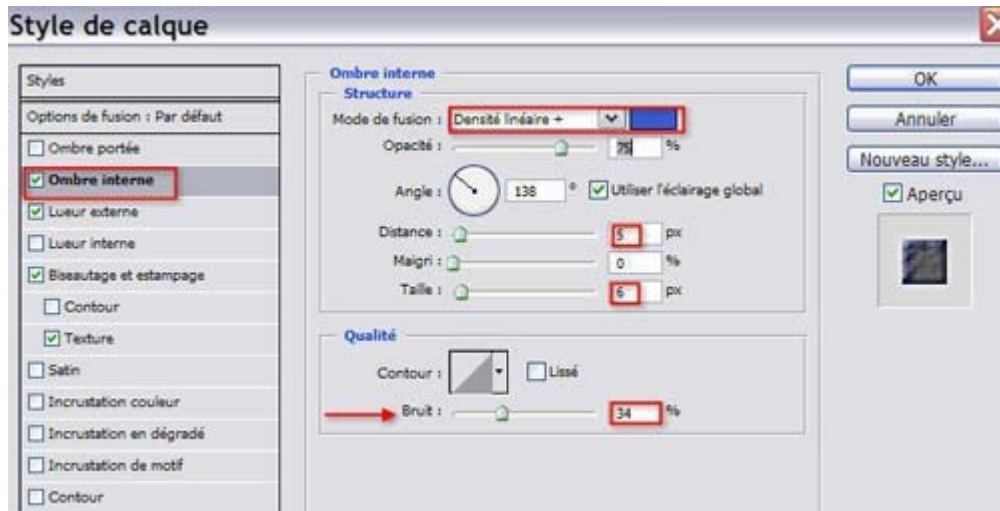 Style de calque
Styles
Options de fusion : Par défaut
Ombre portée
Ombre interne
Lueur externe
Lueur interne
Biseautage et estampage
Contour
Texture
Satin
Incrustation couleur
Incrustation en dégradé
Incrustation de motif
Contour
Ombre interne
Structure
Mode de fusion : Densité linéaire +
Opacité : 75 %
Angle : 138 ° Utiliser l'éclairage global
Distance : 5 px
Maigri : 0 %
Taille : 6 px
Qualité
Contour : Lissé
Bruit : 34 %
OK
Annuler
Nouveau style...
Aperçu